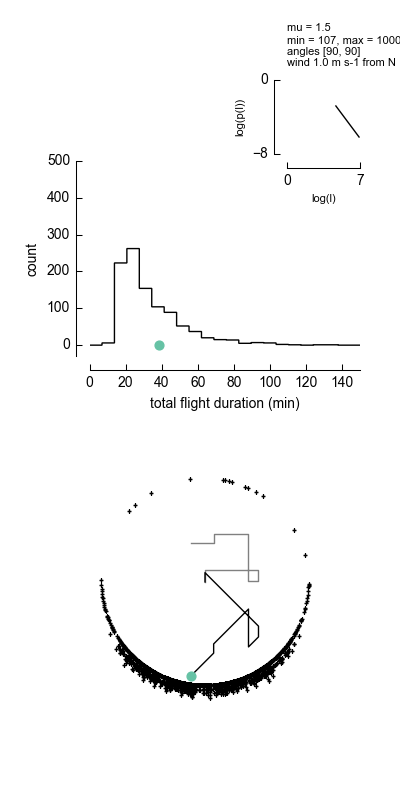 mu = 1.5
min = 107, max = 1000
angles [90, 90]
wind 1.0 m s-1 from N
0
−8
log(p(l))
0 7
log(l)
500
400
300
200
100
0
count
0 20 40 60 80 100 120 140
total flight duration (min)